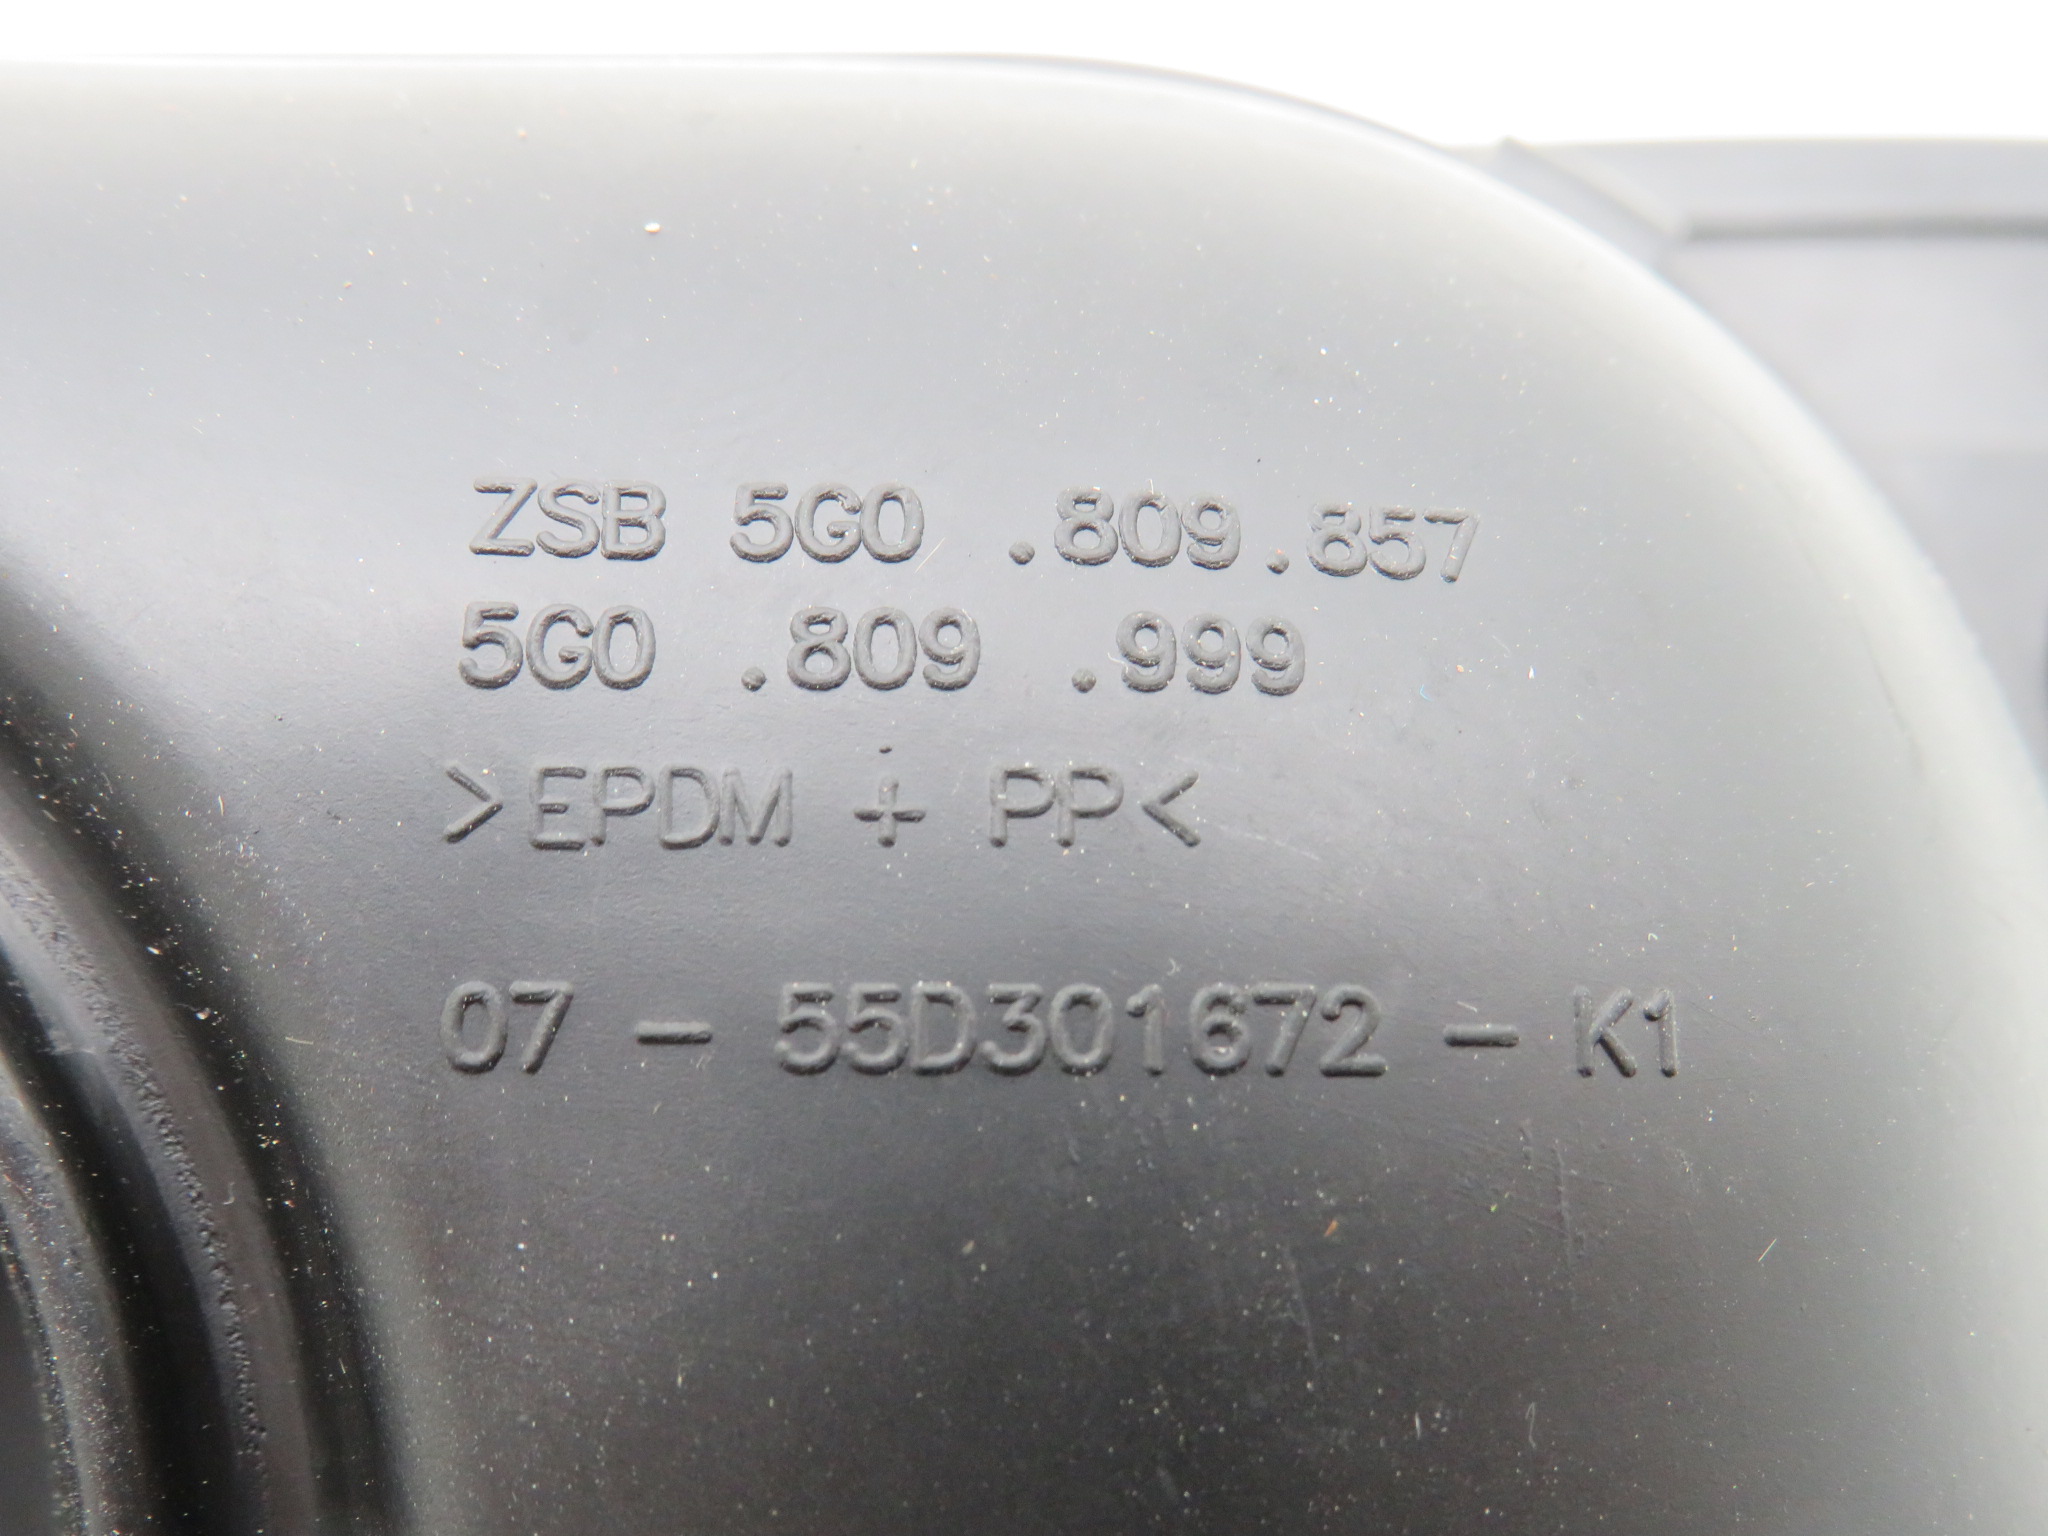 ZSB 5G0 .809.857
5G0 .809 .999
>EPDM + PP<
07 - 55D301672 - K1